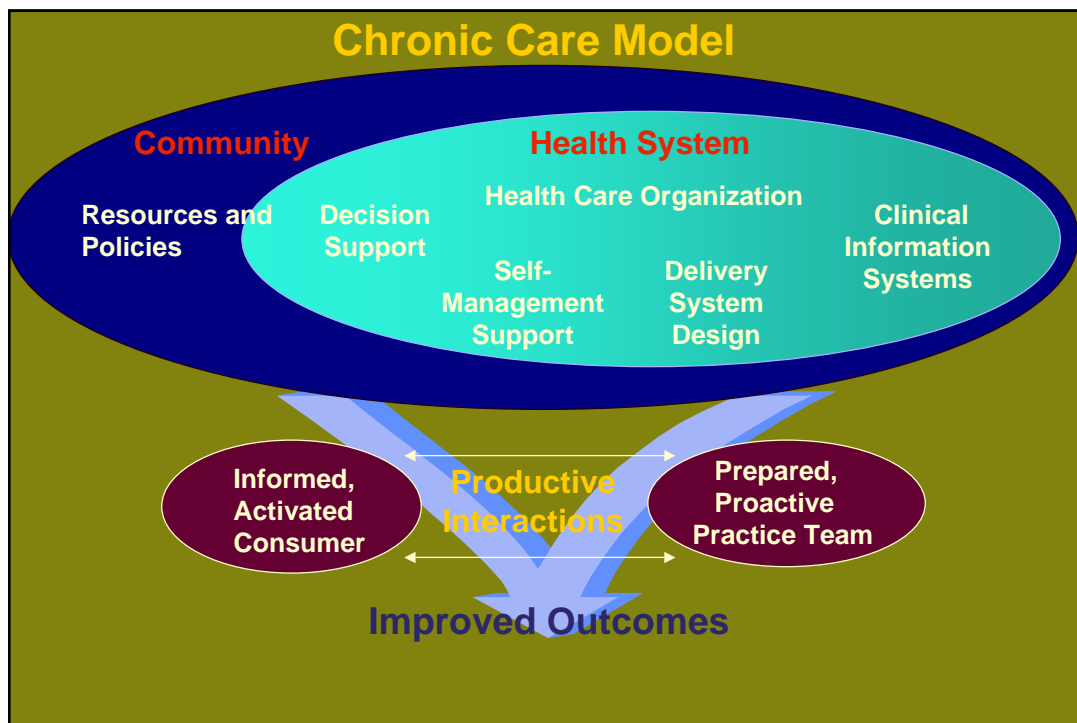 Chronic Care Model
Community
Health System
Resources and
Policies
Decision
Support
Health Care Organization
Self-
Management
Support
Delivery
System
Design
Clinical
Information
Systems
Informed,
Activated
Consumer
Productive
Interactions
Prepared,
Proactive
Practice Team
Improved Outcomes